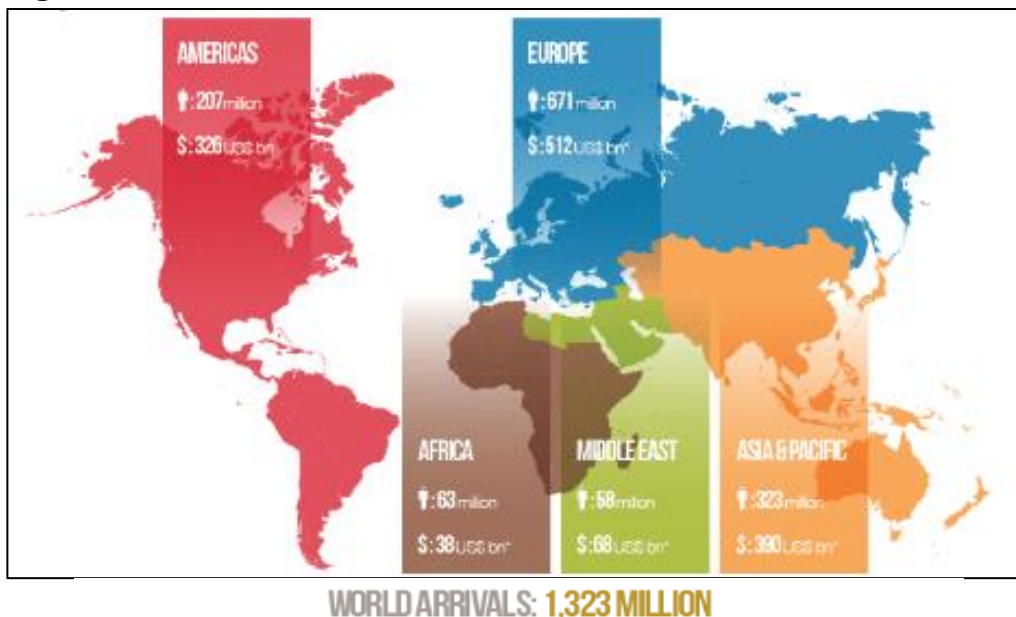 AMERICAS
: 207 million
$ : 326 US$ bn*
EUROPE
: 671 million
$ : 512 US$ bn*
AFRICA
: 63 million
$ : 38 US$ bn*
MIDDLE EAST
: 58 million
$ : 68 US$ bn*
ASIA & PACIFIC
: 323 million
$ : 390 US$ bn*
WORLD ARRIVALS: 1,323 MILLION